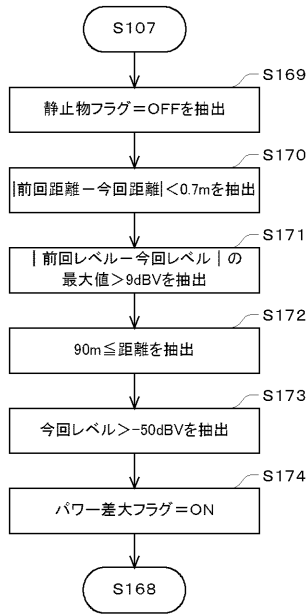 S107
S169
静止物フラグ=OFFを抽出
S170
|前回距離-今回距離|<0.7mを抽出
S171
|前回レベル-今回レベル|の
最大値>9dBVを抽出
S172
90m≦距離を抽出
S173
今回レベル>-50dBVを抽出
S174
パワー差大フラグ=ON
S168